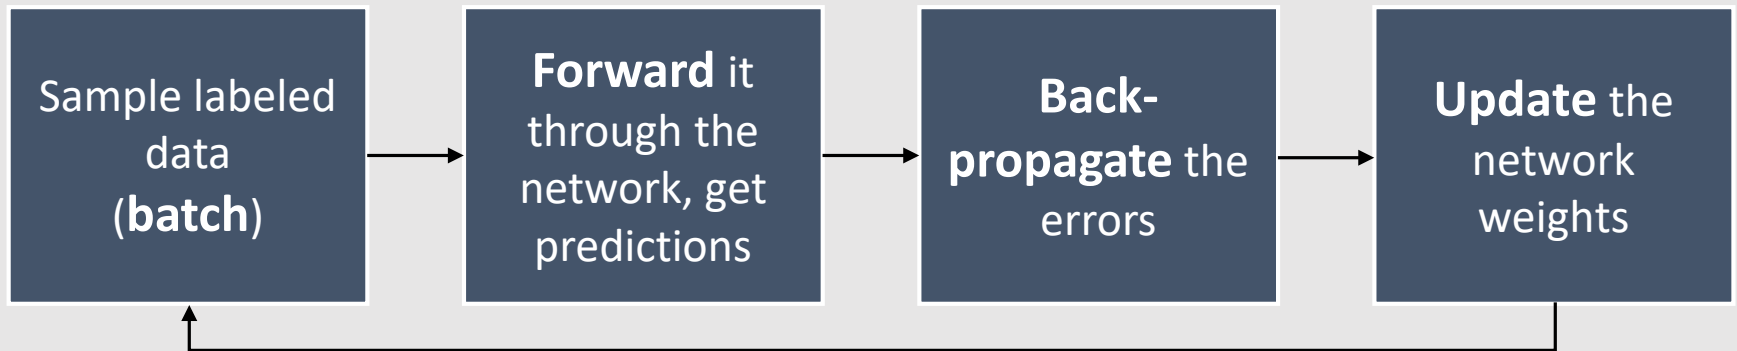 Sample labeled
data
(batch)
Forward it
through the
network, get
predictions
Back-
propagate the
errors
Update the
network
weights